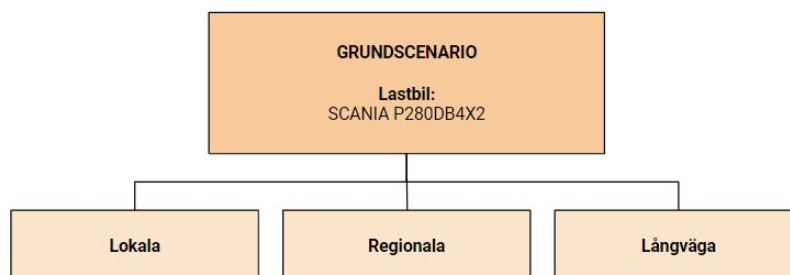 GRUNDSCENARIO
Lastbil:
SCANIA P280DB4X2
Lokala
Regionala
Långväga